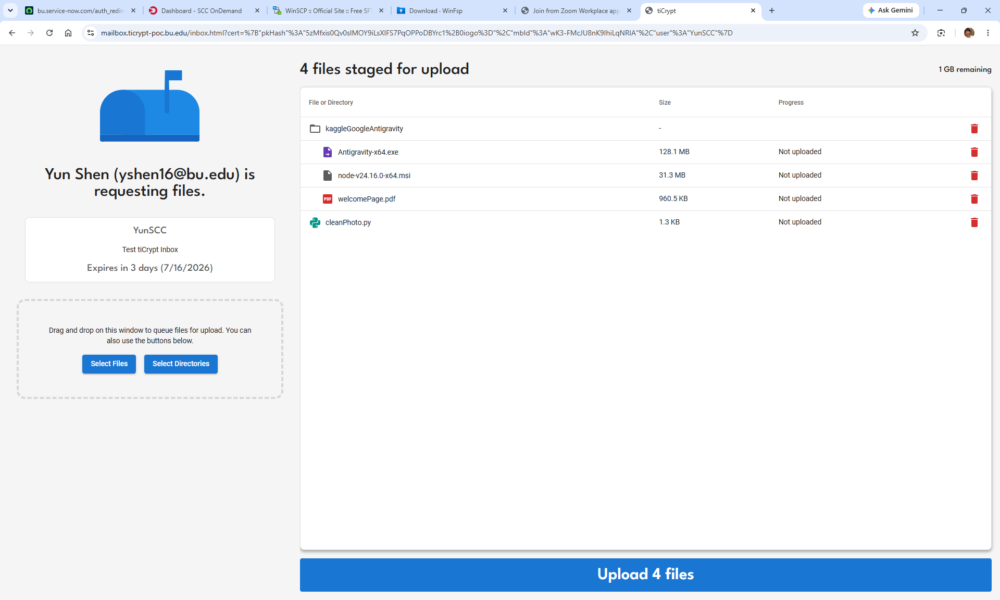 bu.service-now.com/auth_redire
Dashboard - SCC OnDemand
WinSCP :: Official Site :: Free SFT
Download · WinFsp
Join from Zoom Workplace app
tiCrypt
Ask Gemini
mailbox.ticrypt-poc.bu.edu/inbox.html?cert=%7B"pkHash"%3A"5zMfxis0Qv0sIMOY9iLsXIFS7PqOPPoDBYrc1%2B0iogo%3D"%2C"mbId"%3A"wK3-FMcJU8nK9IhiLqNRIA"%2C"user"%3A"YunSCC"%7D
Yun Shen (yshen16@bu.edu) is
requesting files.
YunSCC
Test tiCrypt Inbox
Expires in 3 days (7/16/2026)
Drag and drop on this window to queue files for upload. You can
also use the buttons below.
Select Files
Select Directories
4 files staged for upload
1 GB remaining
File or Directory Size Progress
kaggleGoogleAntigravity -
Antigravity-x64.exe 128.1 MB Not uploaded
node-v24.16.0-x64.msi 31.3 MB Not uploaded
PDF welcomePage.pdf 960.5 KB Not uploaded
cleanPhoto.py 1.3 KB Not uploaded
Upload 4 files